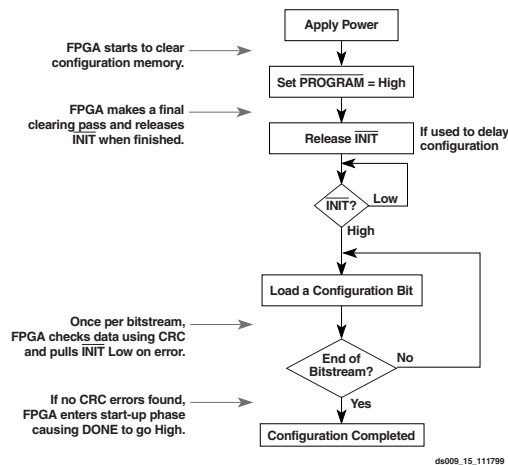 Apply Power
FPGA starts to clear
configuration memory.
Set PROGRAM = High
FPGA makes a final
clearing pass and releases
INIT when finished.
Release INIT
If used to delay
configuration
INIT?
Low
High
Load a Configuration Bit
Once per bitstream,
FPGA checks data using CRC
and pulls INIT Low on error.
End of
Bitstream?
No
Yes
If no CRC errors found,
FPGA enters start-up phase
causing DONE to go High.
Configuration Completed
ds009_15_111799